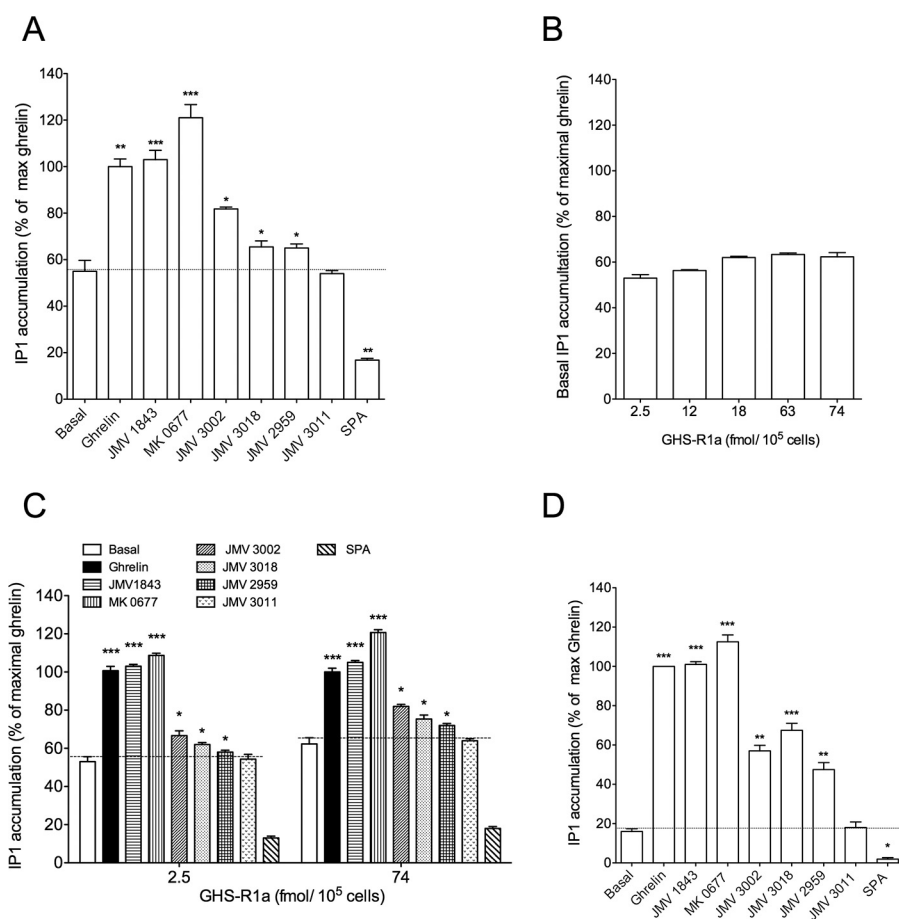 A
IP1 accumulation (% of max ghrelin)
140
120
100
80
60
40
20
0
**
***
***
*
*
*
**
Basal
Ghrelin
JMV 1843
MK 0677
JMV 3002
JMV 3018
JMV 2959
JMV 3011
SPA
B
Basal IP1 accumultation (% of maximal ghrelin)
140
120
100
80
60
40
20
0
2.5 12 18 63 74
GHS-R1a (fmol/ 10⁵ cells)
C
Basal
Ghrelin
JMV1843
MK 0677
JMV 3002
JMV 3018
JMV 2959
JMV 3011
SPA
IP1 accumulation (% of maximal ghrelin)
140
120
100
80
60
40
20
0
*** *** *** * * *
*** *** *** * * *
2.5 74
GHS-R1a (fmol/ 10⁵ cells)
D
IP1 accumulation (% of max Ghrelin)
140
120
100
80
60
40
20
0
***
***
***
**
***
**
*
Basal
Ghrelin
JMV 1843
MK 0677
JMV 3002
JMV 3018
JMV 2959
JMV 3011
SPA